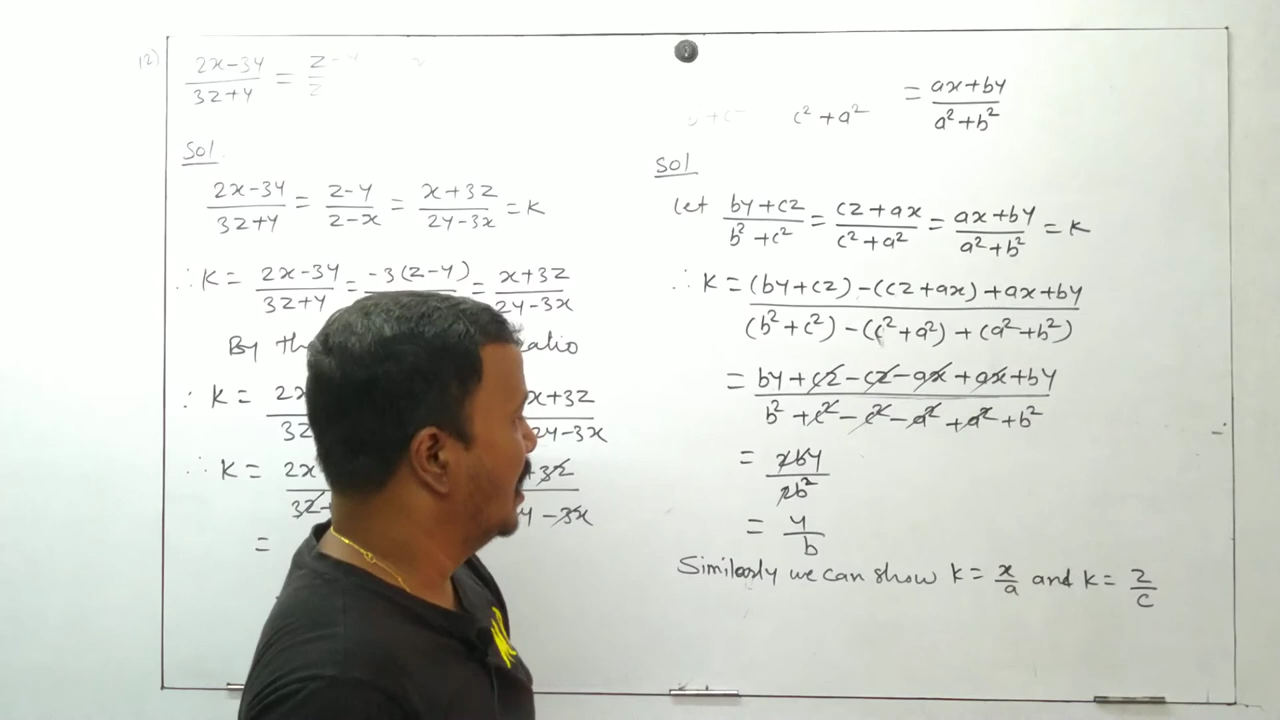 12) 2x-3y/3z+y = z-y/z
Sol
2x-3y/3z+y = z-y/z-x = x+3z/2y-3x = k
∴ k = 2x-3y/3z+y = -3(z-y) = x+3z/2y-3x
By th
∴ k = 2x/3z x+3z/2y-3x
∴ k = 2x/3z +3z/y-3x
=
c²+a² = ax+by/a²+b²
Sol
Let by+cz/b²+c² = cz+ax/c²+a² = ax+by/a²+b² = k
∴ k = (by+cz)-(cz+ax)+ax+by/(b²+c²)-(c²+a²)+(a²+b²)
= by+cz-cz-ax+ax+by/b²+c²-c²-a²+a²+b²
= 2by/2b²
= y/b
Similarly we can show k = x/a and k = z/c